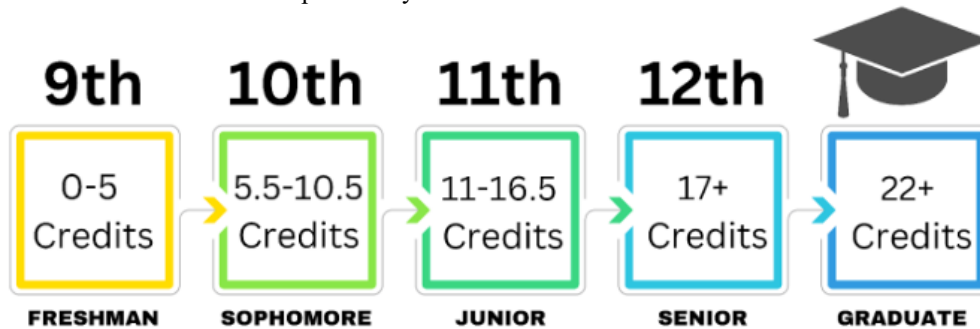 9th 10th 11th 12th
0-5 5.5-10.5 11-16.5 17+ 22+
Credits Credits Credits Credits Credits
FRESHMAN SOPHOMORE JUNIOR SENIOR GRADUATE